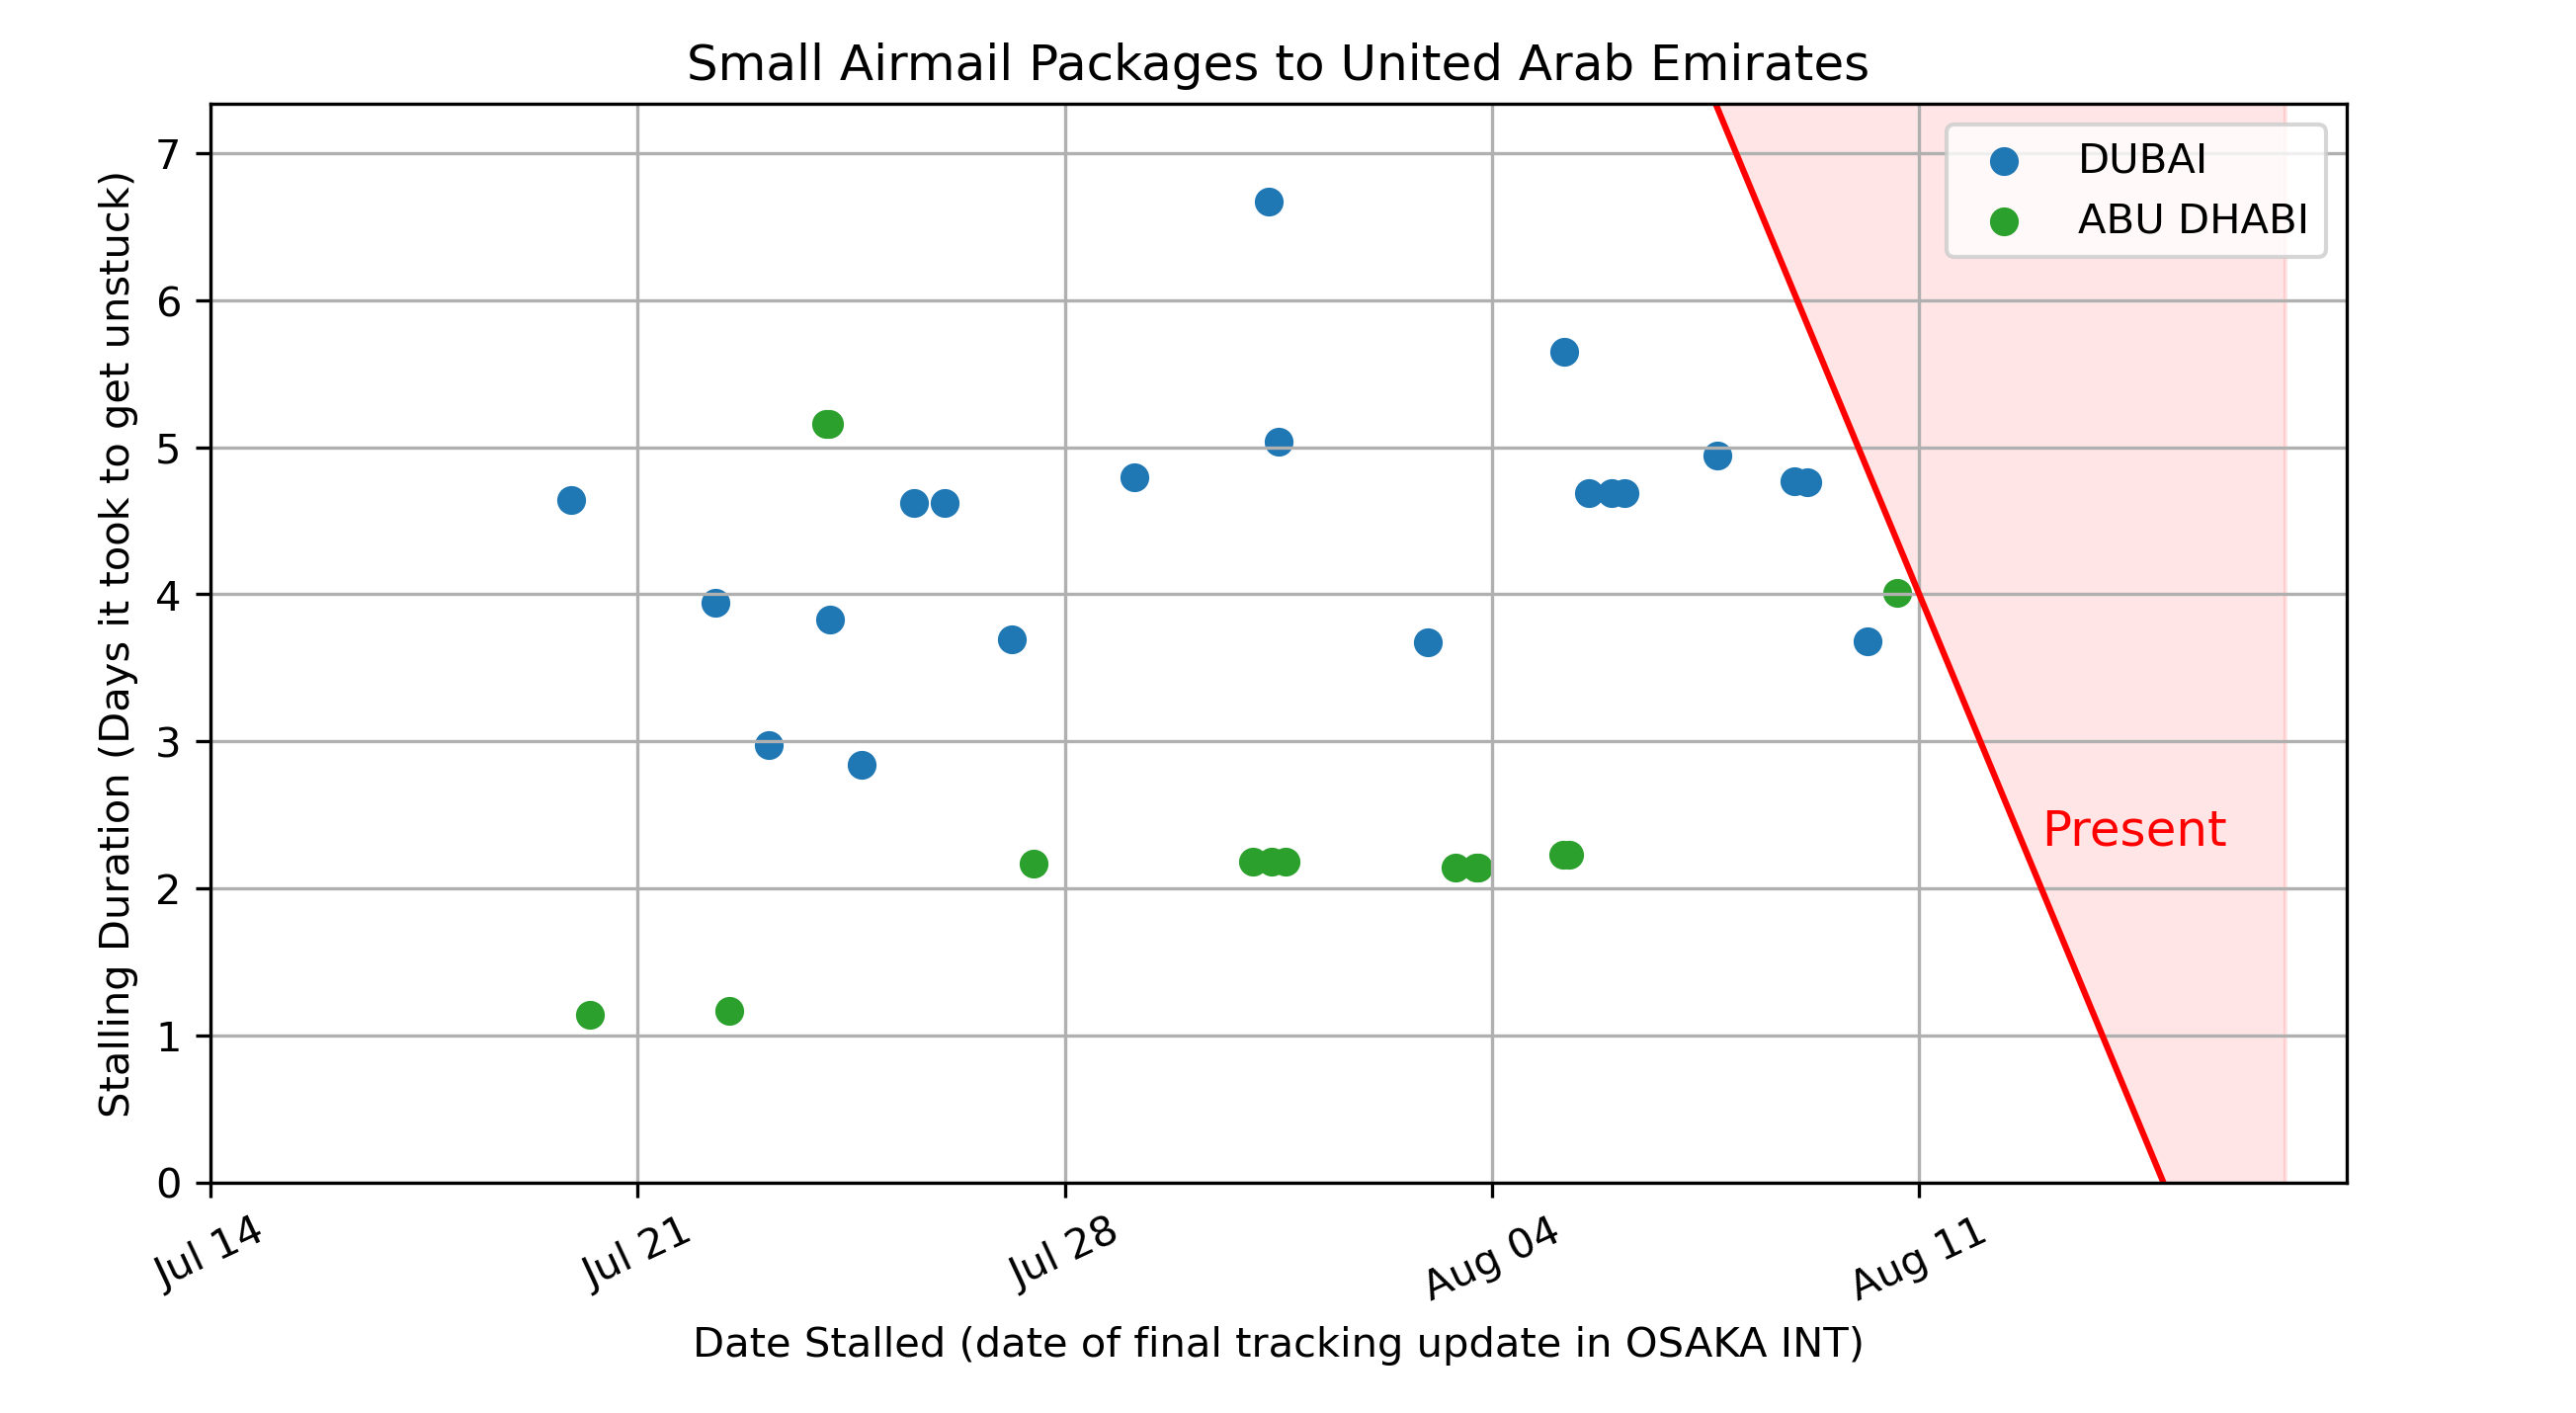 Small Airmail Packages to United Arab Emirates
Stalling Duration (Days it took to get unstuck)
7
6
5
4
3
2
1
0
DUBAI
ABU DHABI
Present
Jul 14
Jul 21
Jul 28
Aug 04
Aug 11
Date Stalled (date of final tracking update in OSAKA INT)